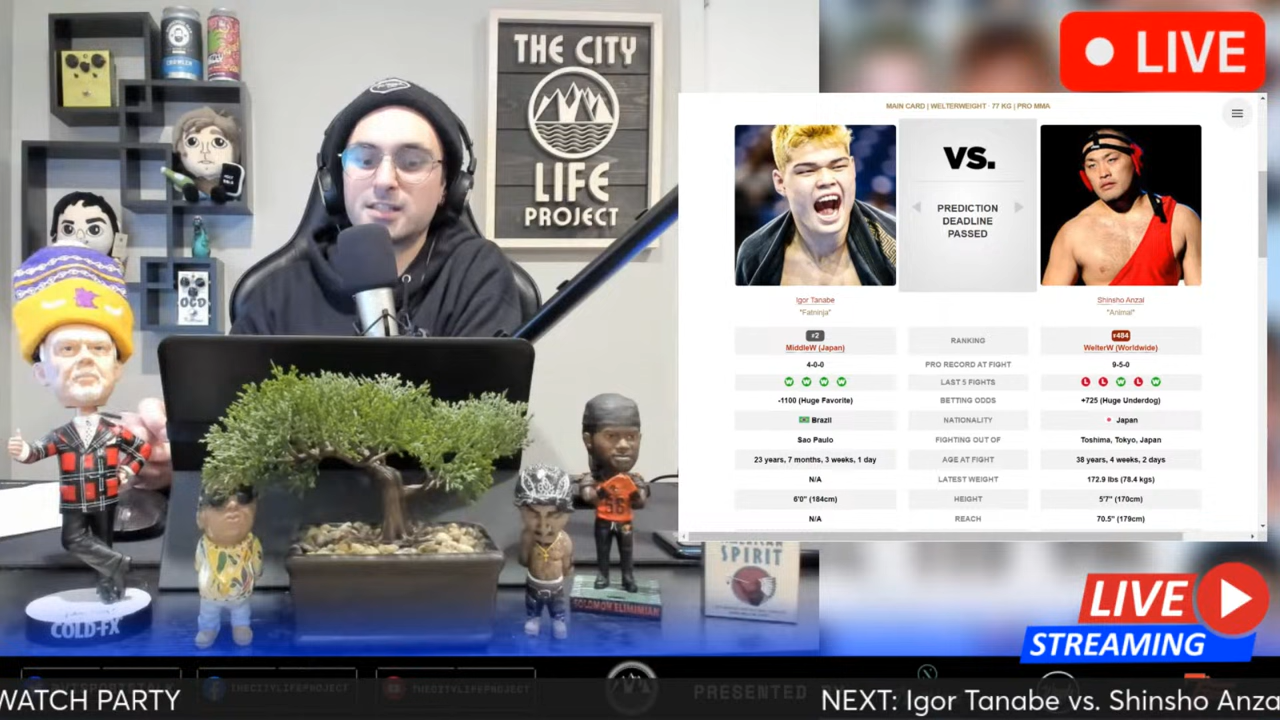 THE CITY
LIFE
PROJECT
OCD
COLD-FX
SOLOMON ELIMIMIAN
SPIRIT
LIVE
MAIN CARD | WELTERWEIGHT · 77 KG | PRO MMA
VS.
PREDICTION
DEADLINE
PASSED
Igor Tanabe
"Fatninja"
Shinsho Anzai
"Animal"
#2
MiddleW (Japan)
RANKING
#484
WelterW (Worldwide)
4-0-0
PRO RECORD AT FIGHT
9-5-0
W W W W
LAST 5 FIGHTS
L L W L W
-1100 (Huge Favorite)
BETTING ODDS
+725 (Huge Underdog)
Brazil
NATIONALITY
Japan
Sao Paulo
FIGHTING OUT OF
Toshima, Tokyo, Japan
23 years, 7 months, 3 weeks, 1 day
AGE AT FIGHT
38 years, 4 weeks, 2 days
N/A
LATEST WEIGHT
172.9 lbs (78.4 kgs)
6'0" (184cm)
HEIGHT
5'7" (170cm)
N/A
REACH
70.5" (179cm)
LIVE
STREAMING
THECITYLIFEPROJECT
THECITYLIFEPROJECT
PRESENTED
WATCH PARTY
NEXT: Igor Tanabe vs. Shinsho Anza